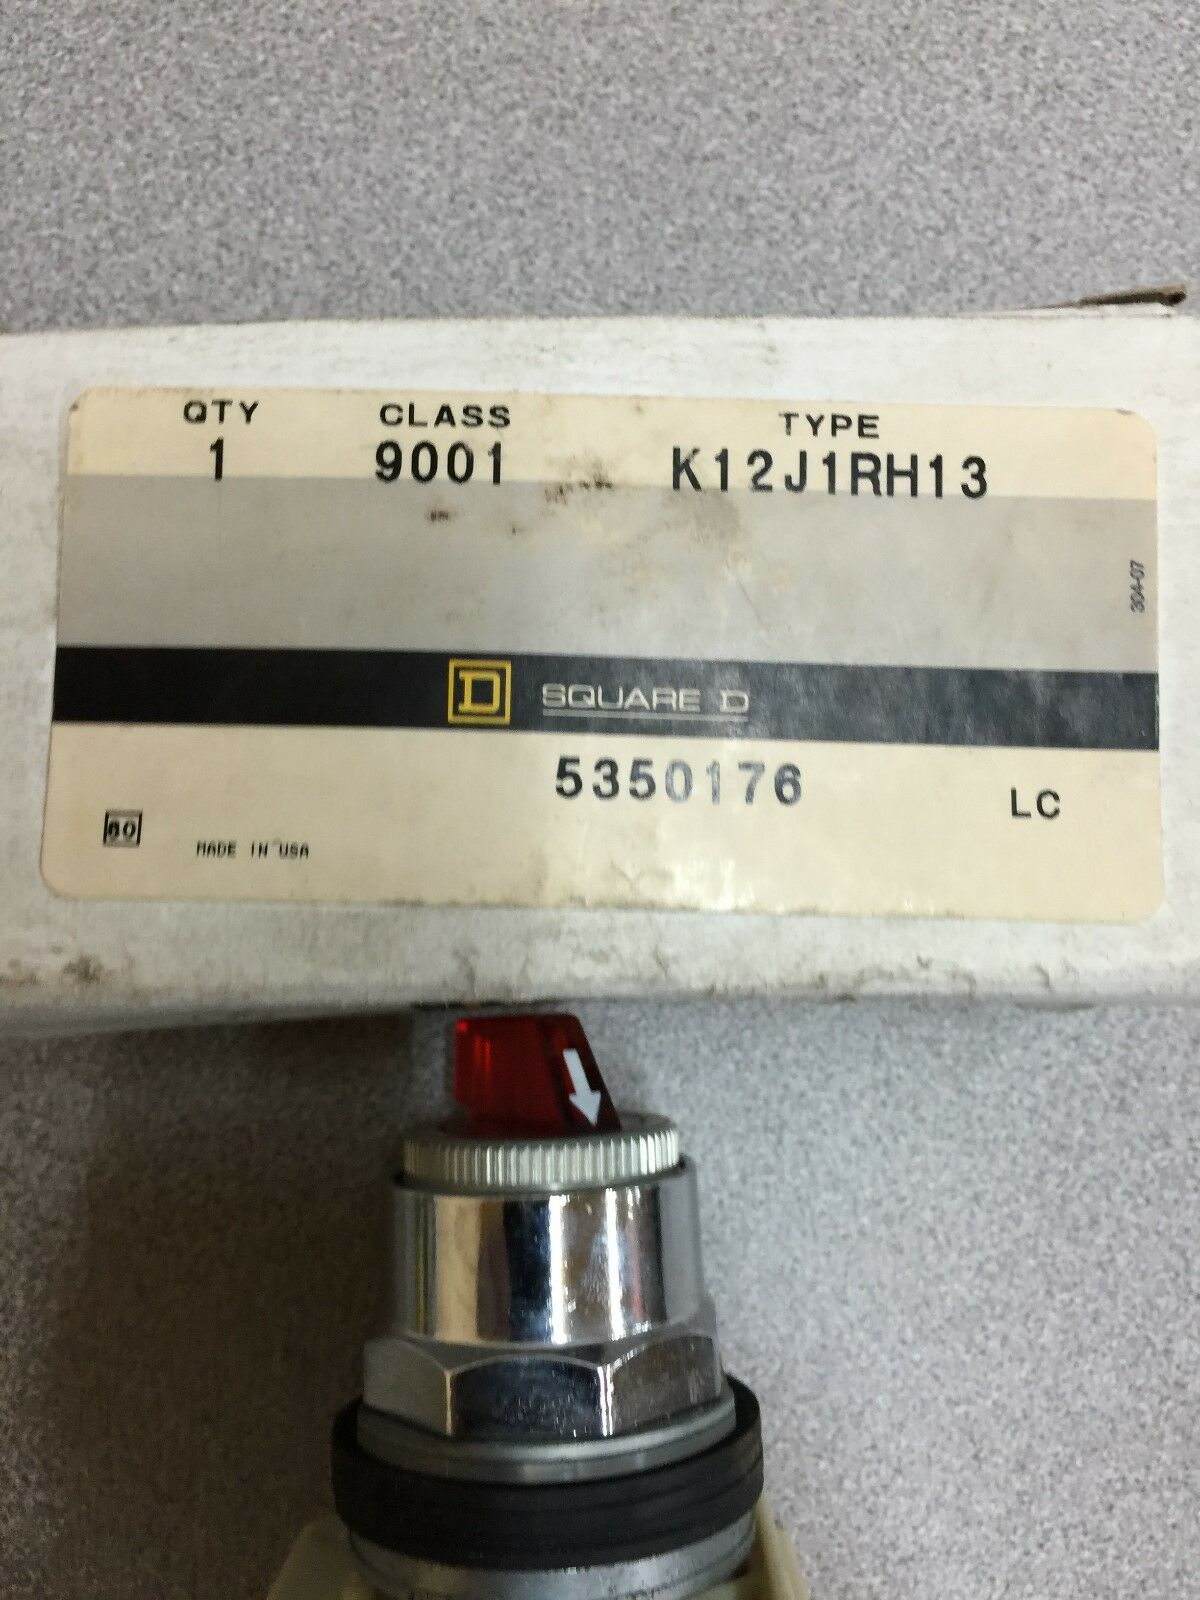 QTY CLASS TYPE
1 9001 K12J1RH13
304-07
D SQUARE D
5350176
LC
MADE IN USA